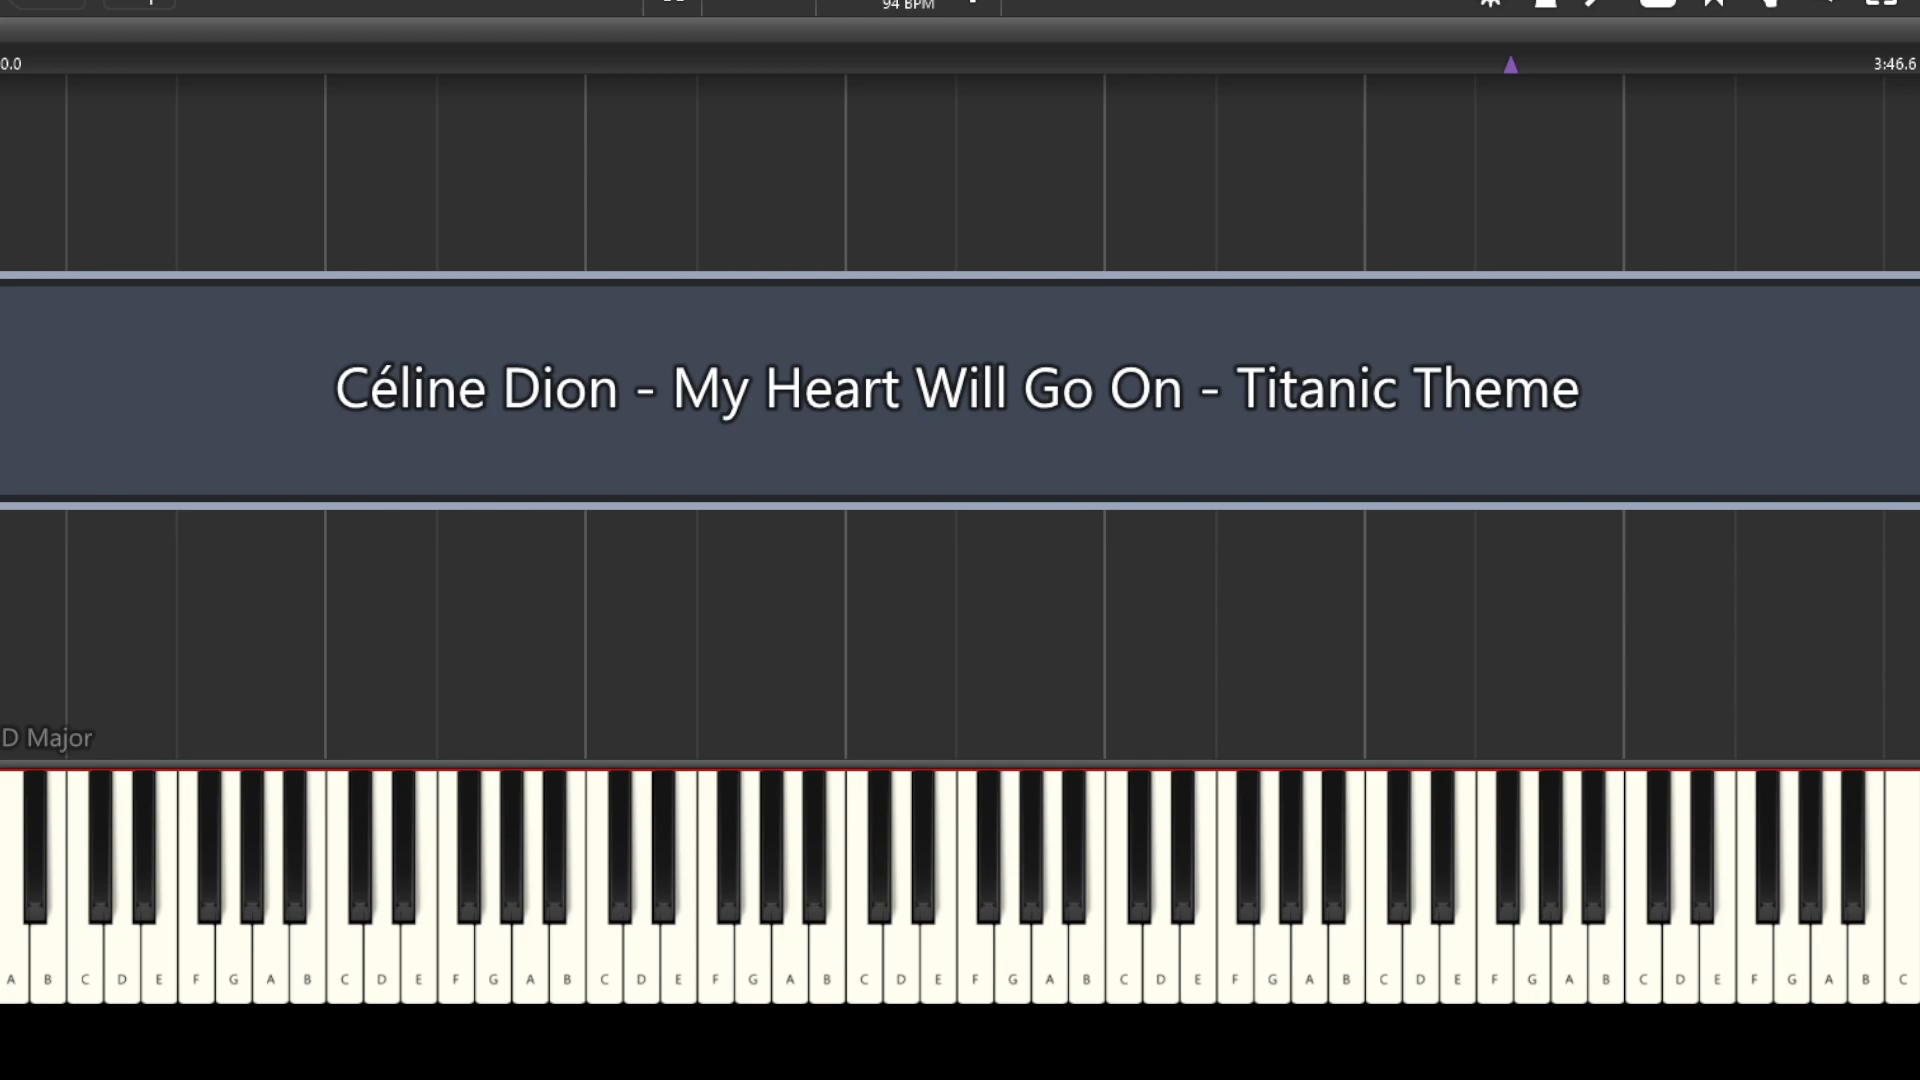 94 BPM
0.0
3:46.6
Céline Dion - My Heart Will Go On - Titanic Theme
D Major
A B C D E F G A B C D E F G A B C D E F G A B C D E F G A B C D E F G A B C D E F G A B C D E F G A B C